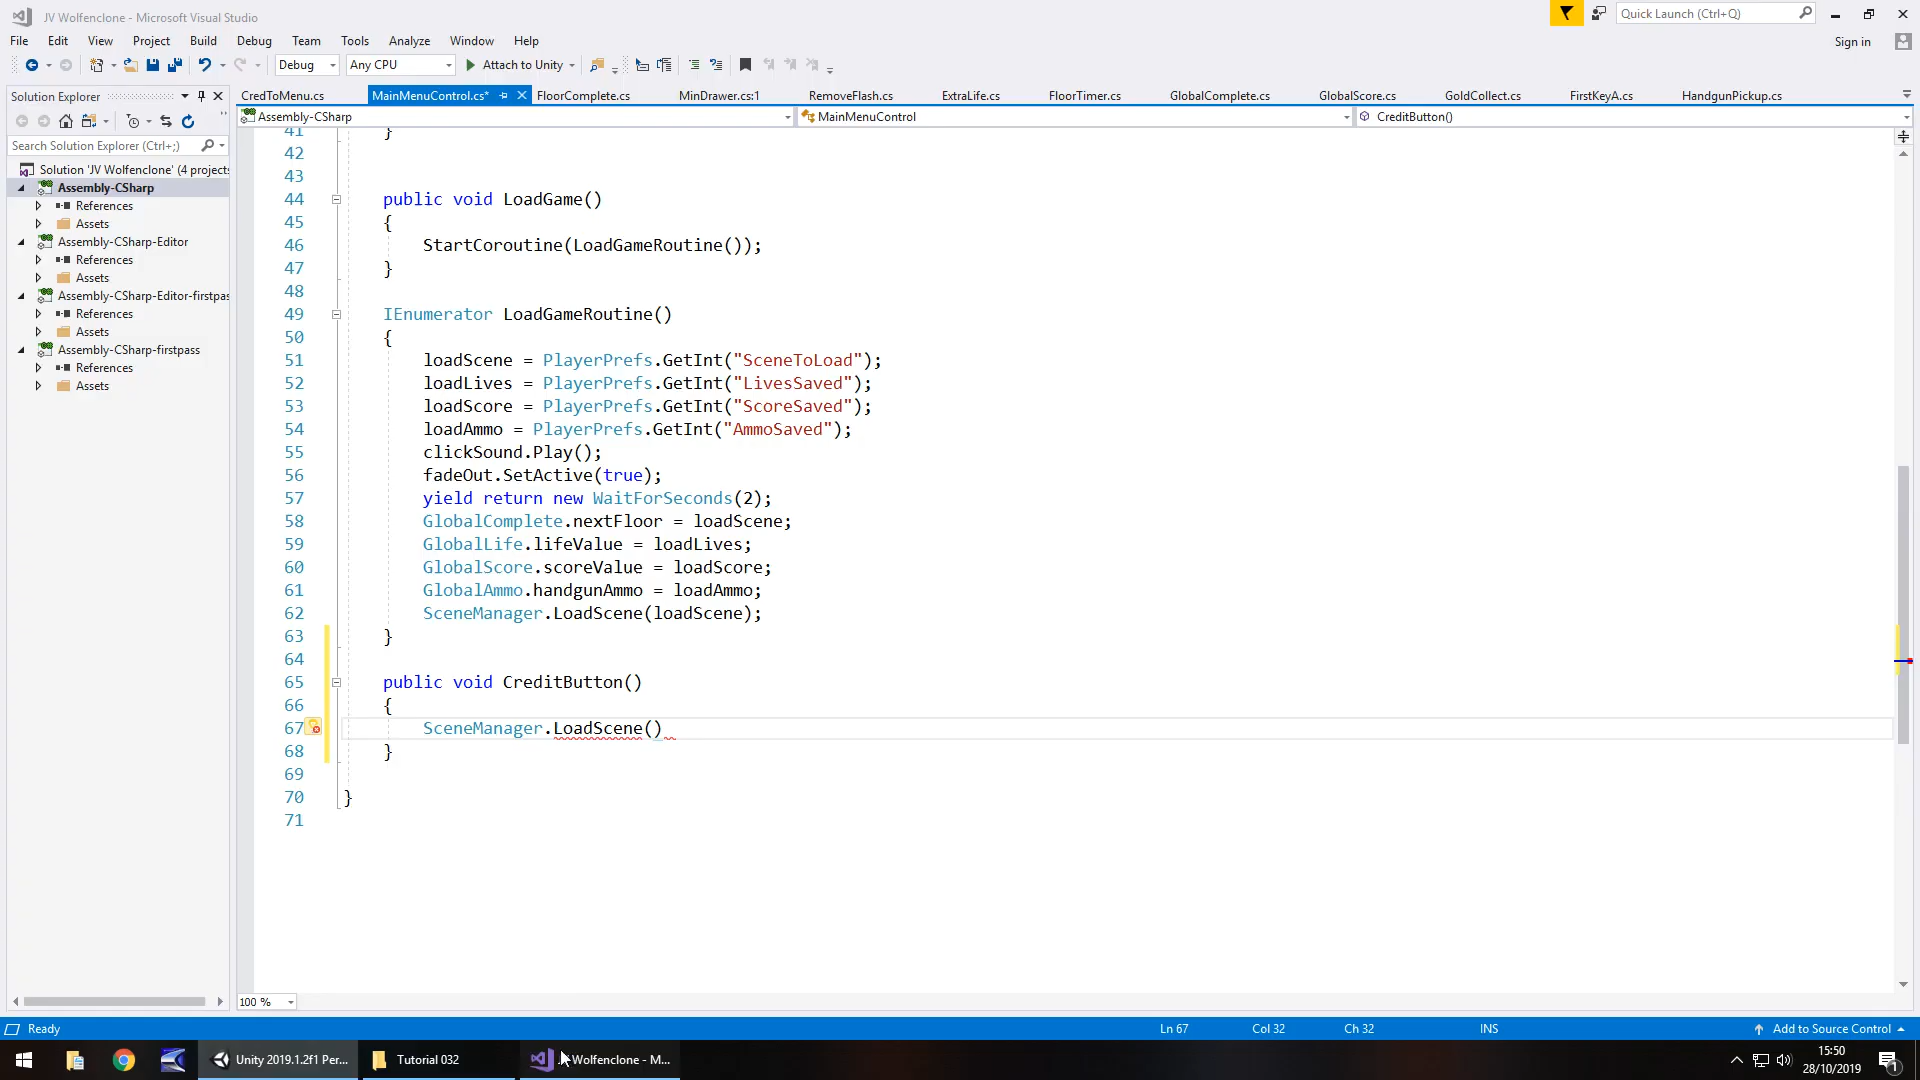 JV Wolfenclone - Microsoft Visual Studio
Quick Launch (Ctrl+Q)
File Edit View Project Build Debug Team Tools Analyze Window Help
Sign in
Debug Any CPU Attach to Unity
Solution Explorer
CredToMenu.cs MainMenuControl.cs* FloorComplete.cs MinDrawer.cs:1 RemoveFlash.cs ExtraLife.cs FloorTimer.cs GlobalComplete.cs GlobalScore.cs GoldCollect.cs FirstKeyA.cs HandgunPickup.cs
Assembly-CSharp MainMenuControl CreditButton()
Search Solution Explorer (Ctrl+;)
Solution 'JV Wolfenclone' (4 projects
Assembly-CSharp
References
Assets
Assembly-CSharp-Editor
References
Assets
Assembly-CSharp-Editor-firstpas
References
Assets
Assembly-CSharp-firstpass
References
Assets
41 }
42
43
44 public void LoadGame()
45 {
46 StartCoroutine(LoadGameRoutine());
47 }
48
49 IEnumerator LoadGameRoutine()
50 {
51 loadScene = PlayerPrefs.GetInt("SceneToLoad");
52 loadLives = PlayerPrefs.GetInt("LivesSaved");
53 loadScore = PlayerPrefs.GetInt("ScoreSaved");
54 loadAmmo = PlayerPrefs.GetInt("AmmoSaved");
55 clickSound.Play();
56 fadeOut.SetActive(true);
57 yield return new WaitForSeconds(2);
58 GlobalComplete.nextFloor = loadScene;
59 GlobalLife.lifeValue = loadLives;
60 GlobalScore.scoreValue = loadScore;
61 GlobalAmmo.handgunAmmo = loadAmmo;
62 SceneManager.LoadScene(loadScene);
63 }
64
65 public void CreditButton()
66 {
67 SceneManager.LoadScene()
68 }
69
70 }
71
100 %
Ready Ln 67 Col 32 Ch 32 INS Add to Source Control
Unity 2019.1.2f1 Per... Tutorial 032 Wolfenclone - M...
15:50
28/10/2019
1